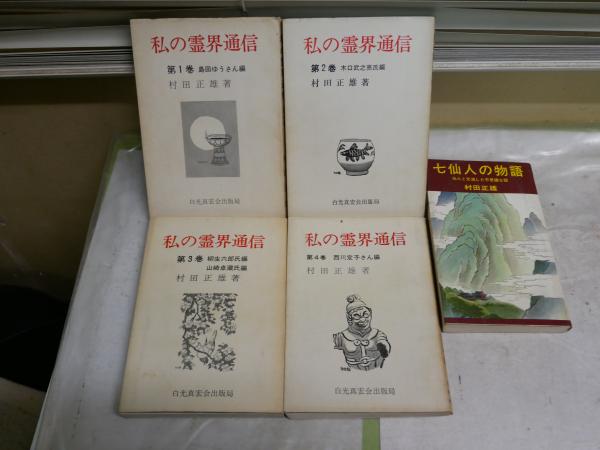 私の霊界通信
第1巻 島田ゆうさん編
村田正雄著
白光真宏会出版局
私の霊界通信
第2巻 木口武之亮氏編
村田正雄著
白光真宏会出版局
私の霊界通信
第3巻 柳生六郎氏編
山崎卓蔵氏編
村田正雄著
白光真宏会出版局
私の霊界通信
第4巻 西川宏子さん編
村田正雄著
白光真宏会出版局
七仙人の物語
村田正雄